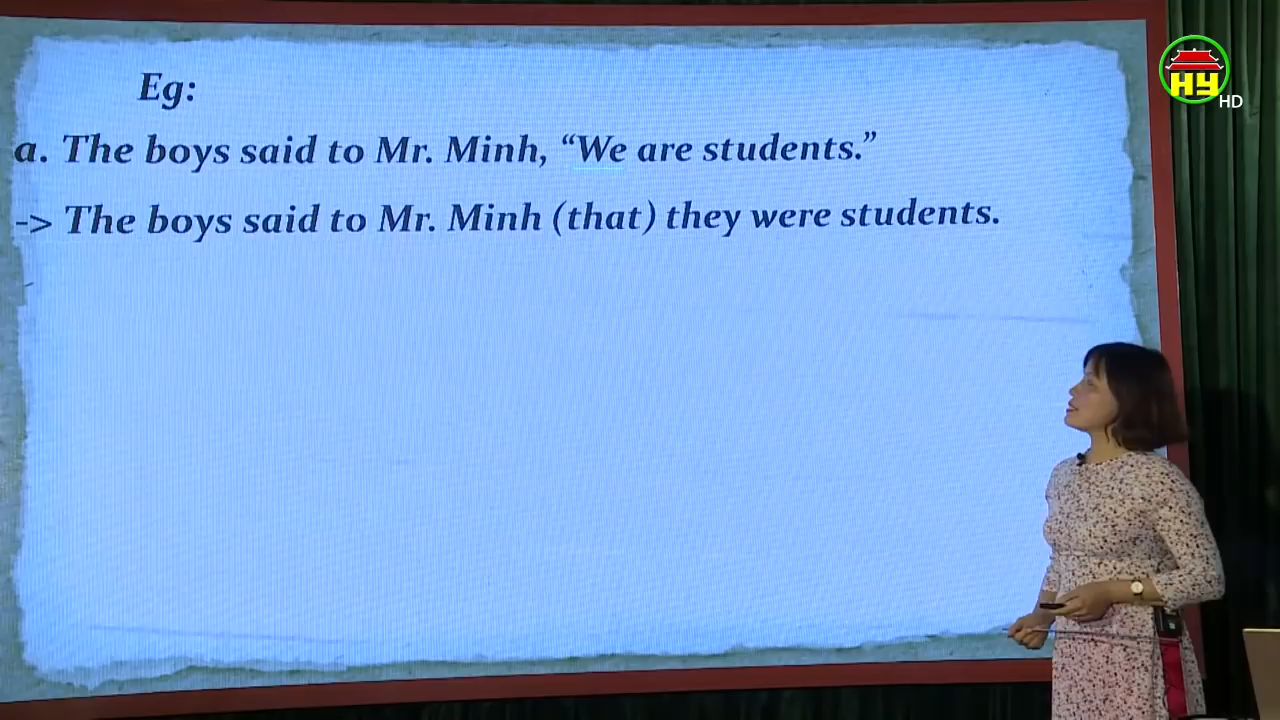 Eg:
a. The boys said to Mr. Minh, “We are students.”
-> The boys said to Mr. Minh (that) they were students.
HY
HD